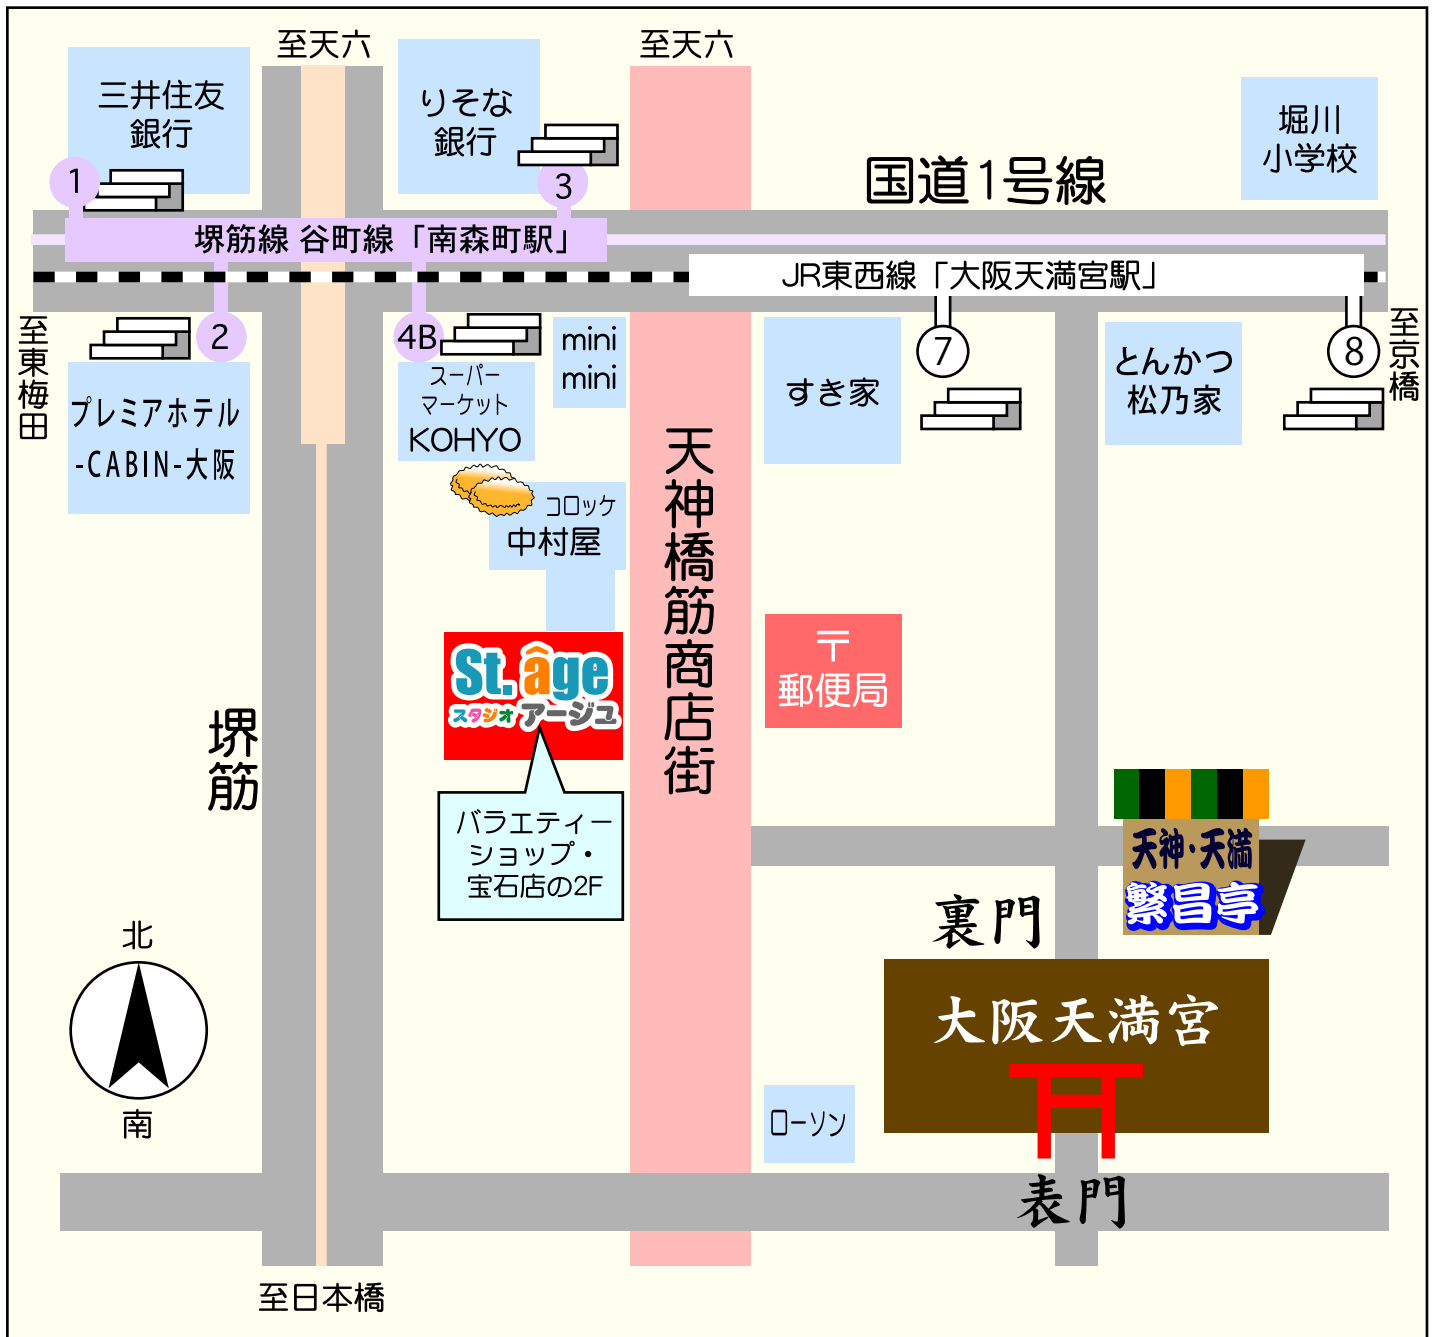 至天六
至天六
三井住友
銀行
りそな
銀行
堀川
小学校
国道1号線
1
3
堺筋線 谷町線「南森町駅」
JR東西線「大阪天満宮駅」
至東梅田
2
4B
mini
mini
7
8
至京橋
スーパー
マーケット
KOHYO
すき家
とんかつ
松乃家
プレミアホテル
-CABIN-大阪
コロッケ
中村屋
天神橋筋商店街
〒
郵便局
St.âge
スタジオ アージュ
堺筋
バラエティー
ショップ・
宝石店の2F
天神・天満
繁昌亭
裏門
北
南
大阪天満宮
ローソン
表門
至日本橋